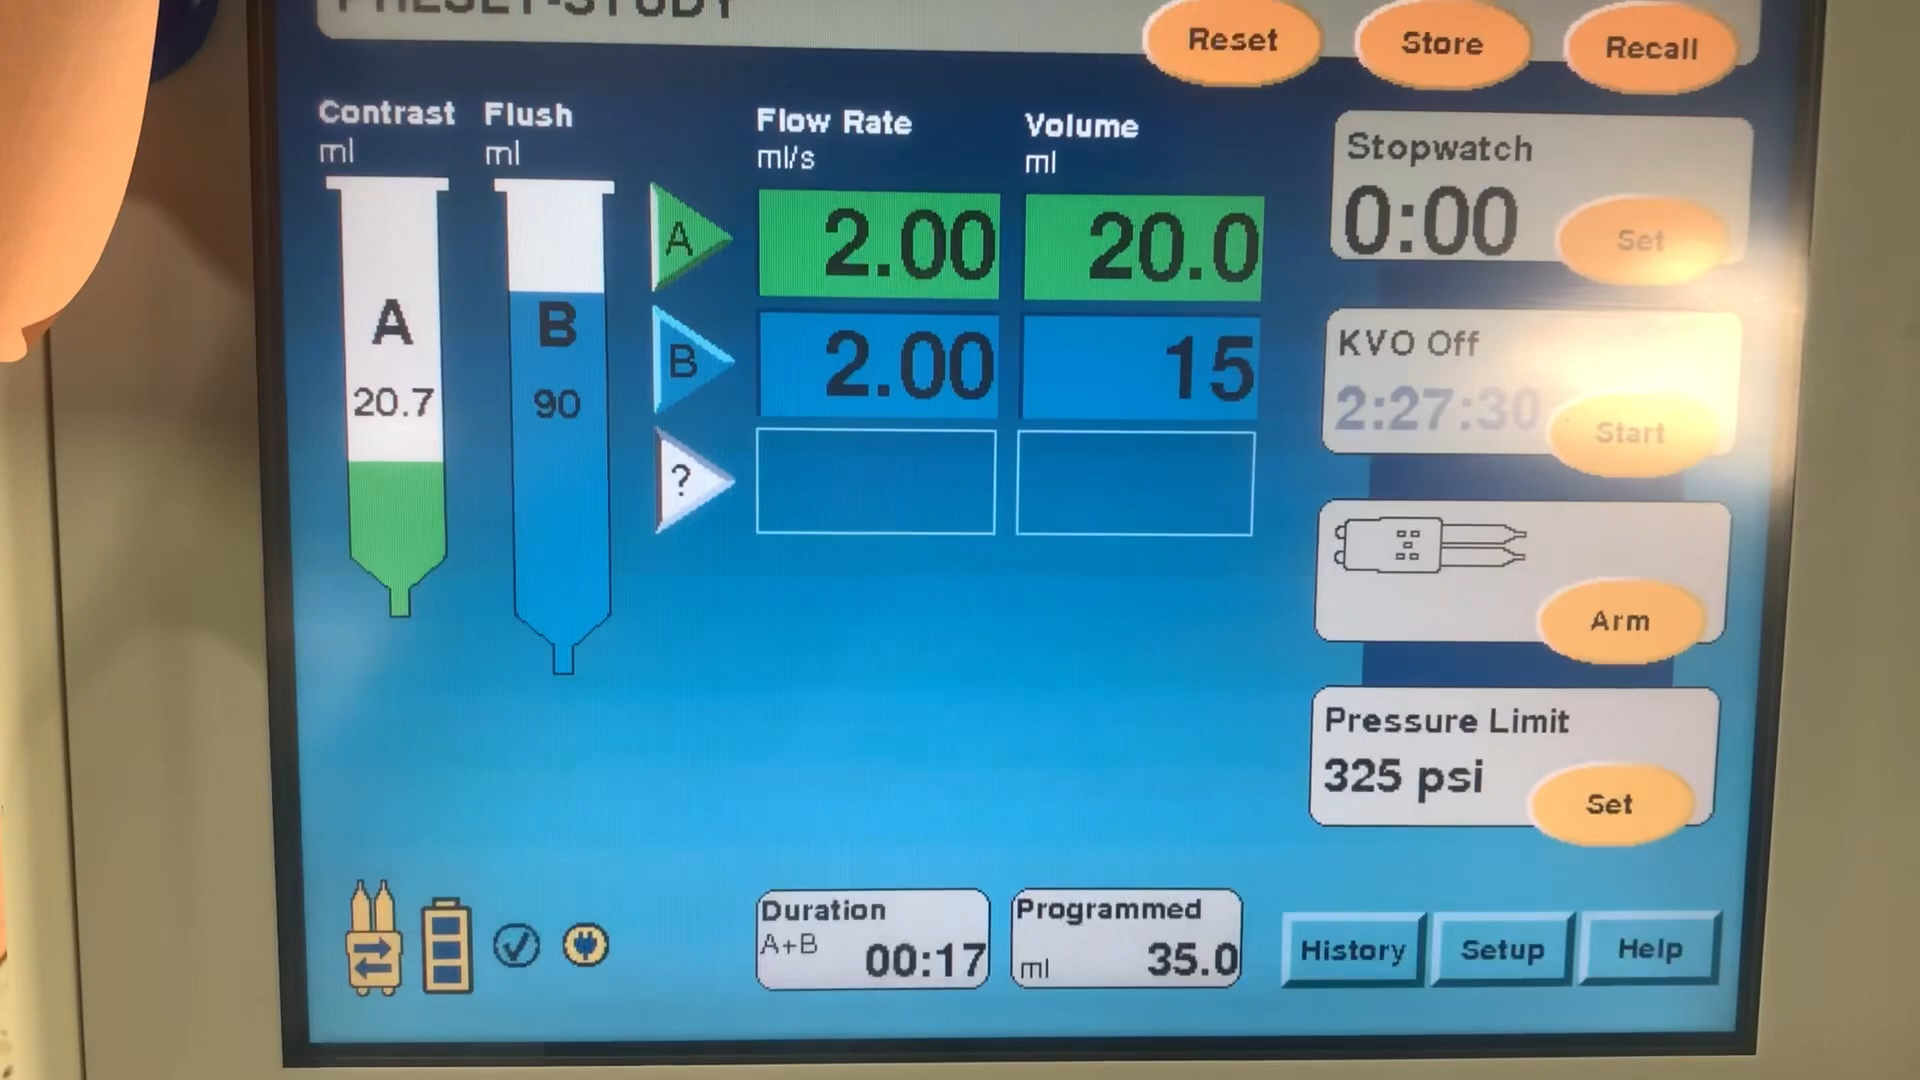 PRESET-STUDY
Reset
Store
Recall
Contrast
ml
Flush
ml
Flow Rate
ml/s
Volume
ml
A
20.7
B
90
A
2.00
20.0
B
2.00
15
?
Stopwatch
0:00
Set
KVO Off
2:27:30
Start
Arm
Pressure Limit
325 psi
Set
Duration
A+B
00:17
Programmed
ml
35.0
History
Setup
Help